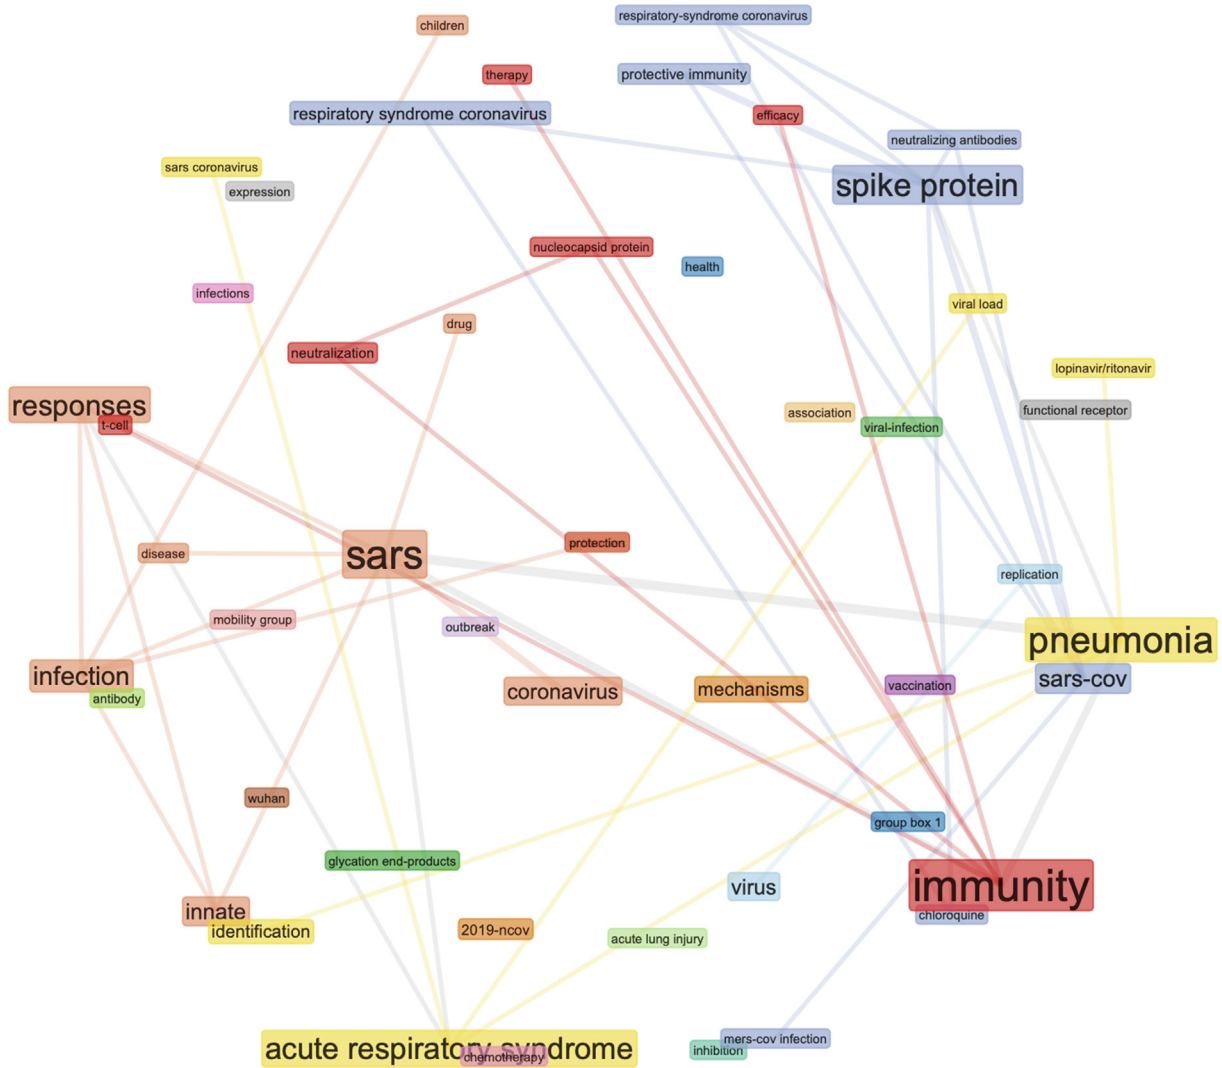 respiratory-syndrome coronavirus
children
therapy
protective immunity
respiratory syndrome coronavirus
efficacy
neutralizing antibodies
sars coronavirus
expression
spike protein
nucleocapsid protein
health
infections
viral load
drug
neutralization
lopinavir/ritonavir
responses
association
functional receptor
t-cell
viral-infection
disease
sars
protection
replication
mobility group
outbreak
pneumonia
infection
antibody
coronavirus
mechanisms
vaccination
sars-cov
wuhan
group box 1
glycation end-products
virus
immunity
innate
chloroquine
identification
2019-ncov
acute lung injury
acute respiratory syndrome
chemotherapy
inhibition
mers-cov infection